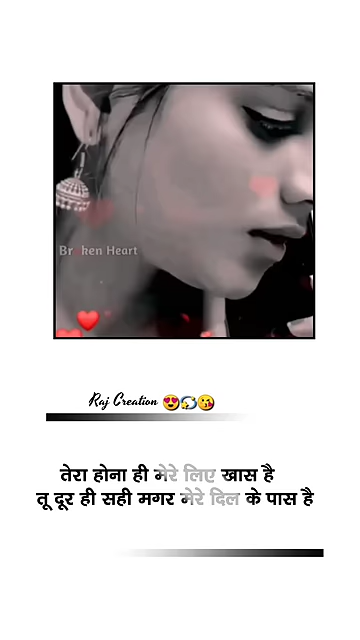 Br ken Heart
Raj Creation 😍💫😘
तेरा होना ही मेरे लिए खास है
तू दूर ही सही मगर मेरे दिल के पास है